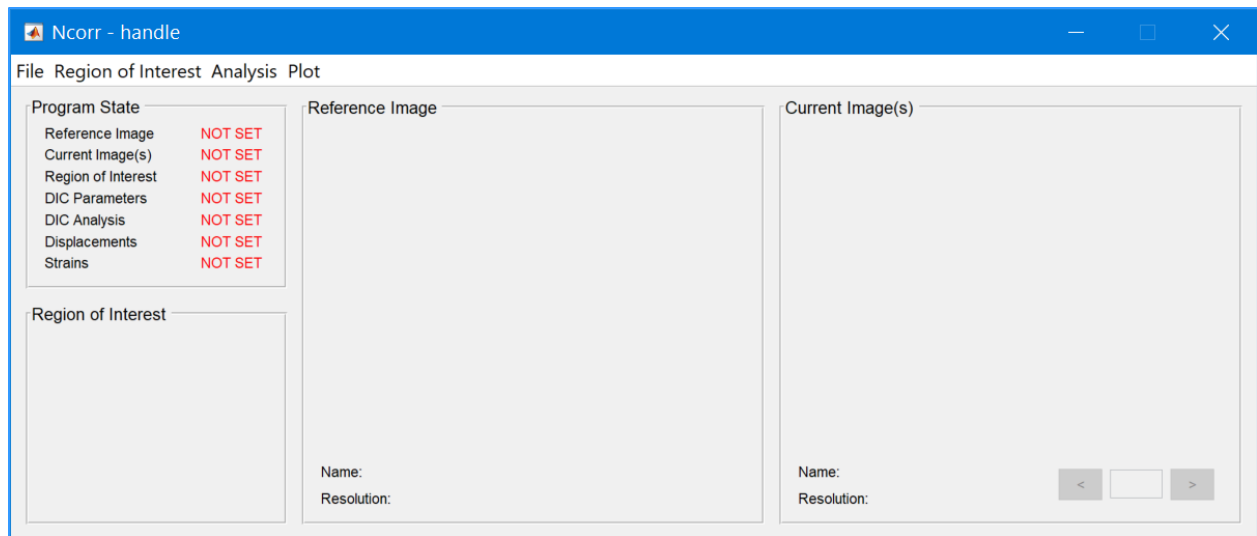 Ncorr - handle
File Region of Interest Analysis Plot
Program State
Reference Image NOT SET
Current Image(s) NOT SET
Region of Interest NOT SET
DIC Parameters NOT SET
DIC Analysis NOT SET
Displacements NOT SET
Strains NOT SET
Region of Interest
Reference Image
Name:
Resolution:
Current Image(s)
Name:
Resolution:
< >